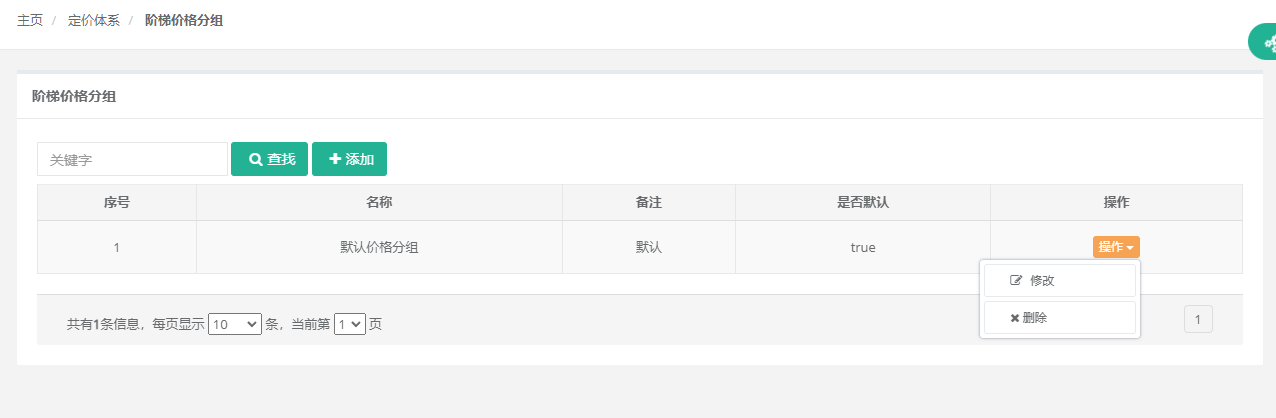 主页 / 定价体系 / 阶梯价格分组
阶梯价格分组
关键字 查找 添加
序号 名称 备注 是否默认 操作
1 默认价格分组 默认 true 操作
修改
删除
共有1条信息，每页显示 10 条，当前第 1 页 1